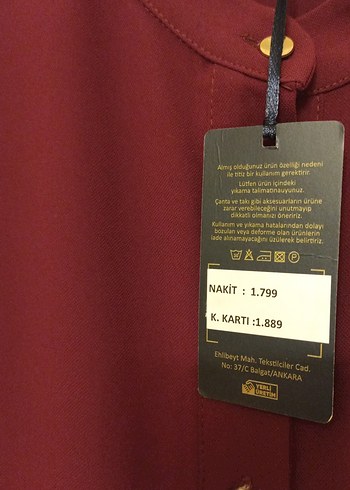 Almış olduğunuz ürün özelliği nedeni
ile titiz bir kullanım gerektirir.
Lütfen ürün içindeki
yıkama talimatına uyunuz.
Çanta ve takı gibi aksesuarların ürüne
zarar verebileceğini unutmayıp
dikkatli olmanızı öneririz.
Kullanım ve yıkama hatalarından dolayı
bozulan veya deforme olan ürünlerin
iade alınamayacağını üzülerek belirtiriz.
P
NAKİT : 1.799
K. KARTI :1.889
Ehlibeyt Mah. Tekstilciler Cad.
No: 37/C Balgat/ANKARA
YERLİ
ÜRETİM